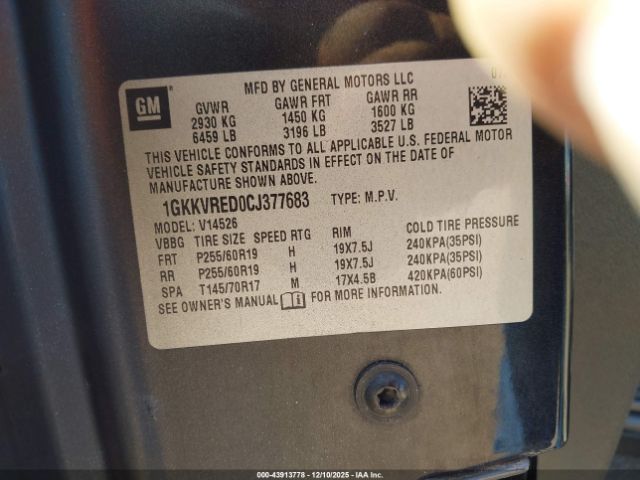 MFD BY GENERAL MOTORS LLC
GM
GVWR GAWR FRT GAWR RR
2930 KG 1450 KG 1600 KG
6459 LB 3196 LB 3527 LB
THIS VEHICLE CONFORMS TO ALL APPLICABLE U.S. FEDERAL MOTOR
VEHICLE SAFETY STANDARDS IN EFFECT ON THE DATE OF
MANUFACTURE SHOWN ABOVE.
1GKKVRED0CJ377683 TYPE: M.P.V.
MODEL: V14526
VBBG TIRE SIZE SPEED RTG RIM COLD TIRE PRESSURE
FRT P255/60R19 H 19X7.5J 240KPA(35PSI)
RR P255/60R19 H 19X7.5J 240KPA(35PSI)
SPA T145/70R17 M 17X4.5B 420KPA(60PSI)
SEE OWNER'S MANUAL FOR MORE INFORMATION.
00-43913778 - 12/10/2025 - IAAI.COM